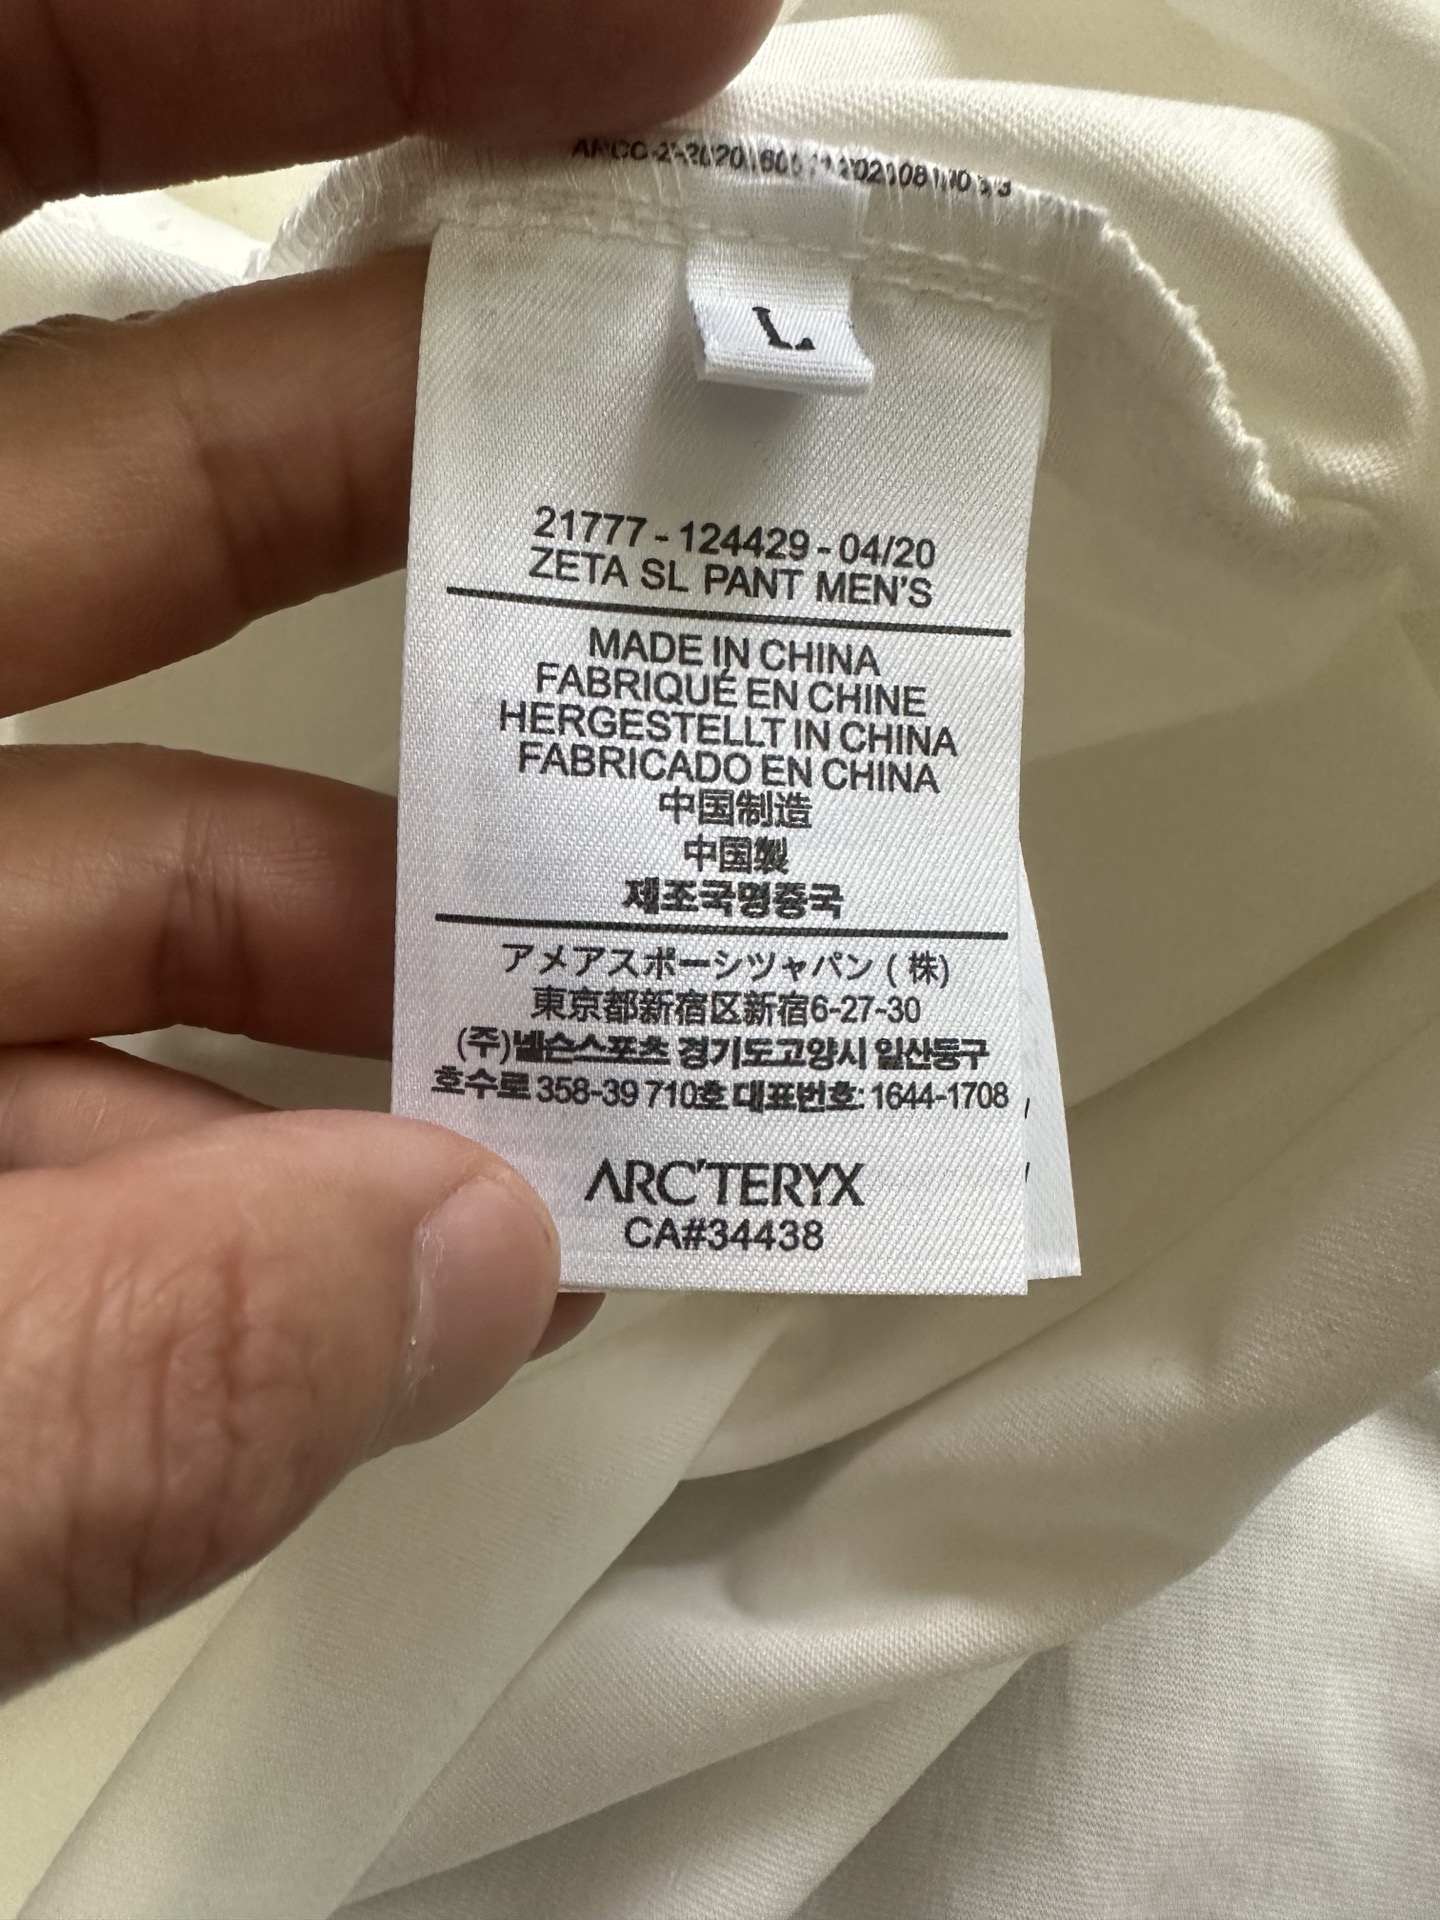 L
21777 - 124429 - 04/20
ZETA SL PANT MEN'S
MADE IN CHINA
FABRIQUÉ EN CHINE
HERGESTELLT IN CHINA
FABRICADO EN CHINA
中国制造
中国製
제조국명중국
アメアスポーシツャパン ( 株)
東京都新宿区新宿6-27-30
(주)넬슨스포츠 경기도고양시 일산동구
호수로 358-39 710호 대표번호: 1644-1708
ARC'TERYX
CA#34438